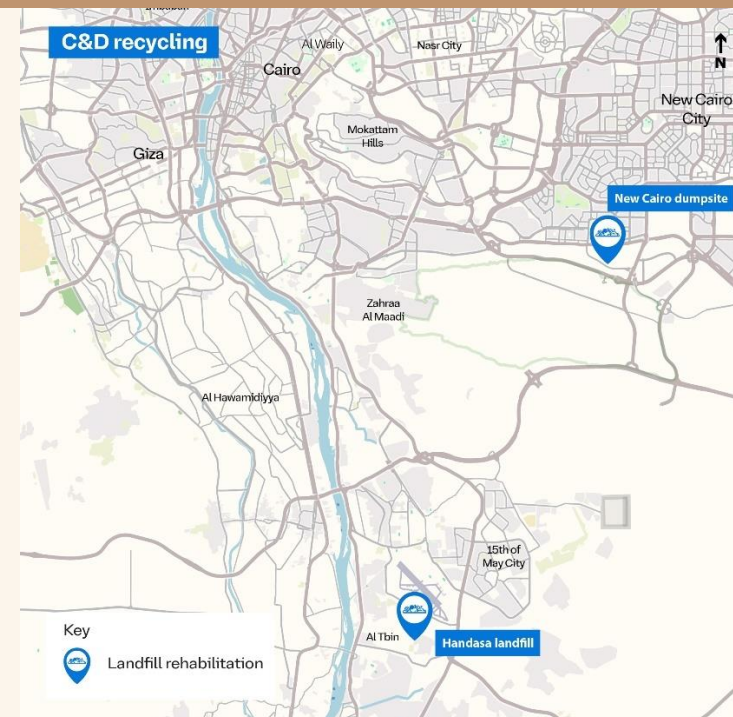 C&D recycling
Al Waily
Nasr City
N
Cairo
New Cairo
City
Mokattam
Hills
Giza
New Cairo dumpsite
Zahraa
Al Maadi
Al Hawamidiyya
15th of
May City
Al Tbin
Handasa landfill
Key
Landfill rehabilitation